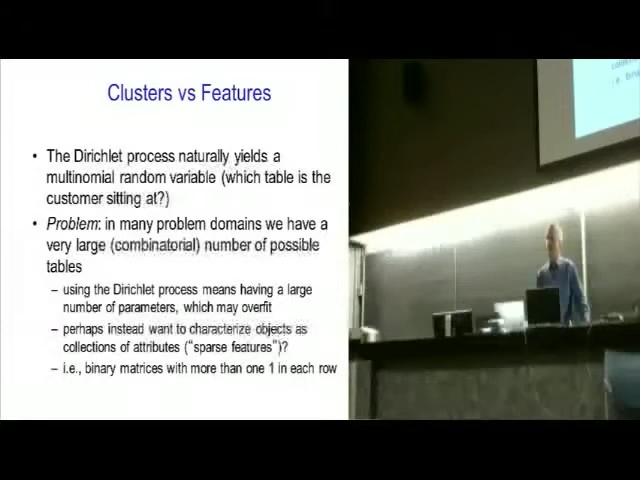 Clusters vs Features
• The Dirichlet process naturally yields a
multinomial random variable (which table is the
customer sitting at?)
• Problem: in many problem domains we have a
very large (combinatorial) number of possible
tables
– using the Dirichlet process means having a large
number of parameters, which may overfit
– perhaps instead want to characterize objects as
collections of attributes ("sparse features")?
– i.e., binary matrices with more than one 1 in each row